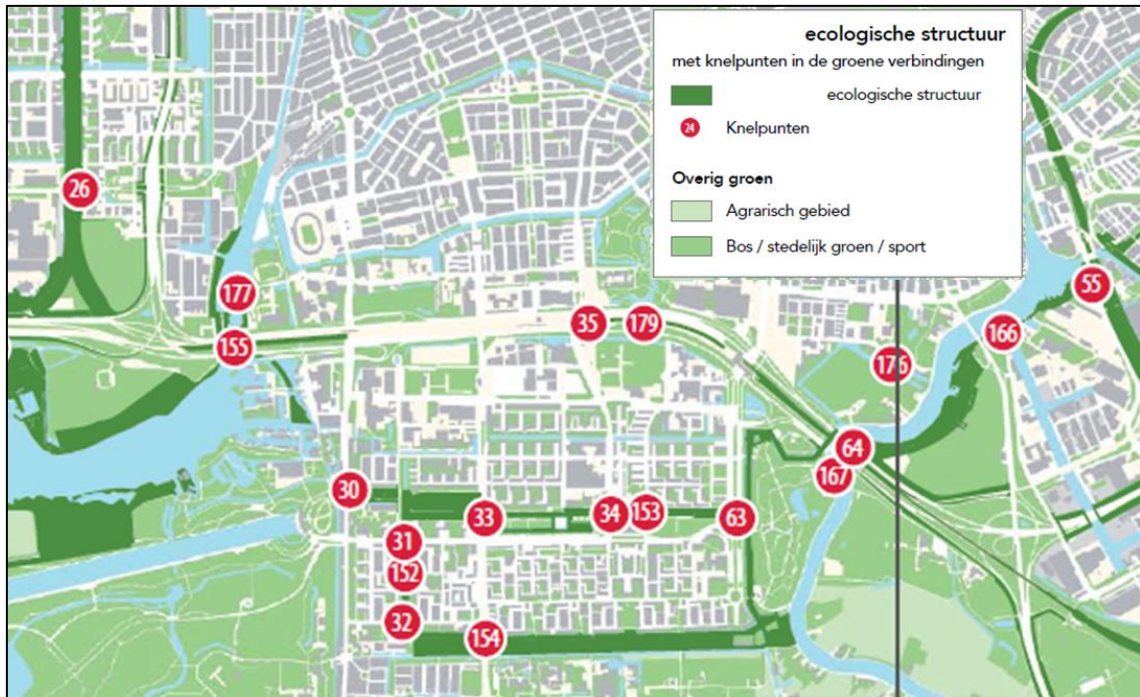 ecologische structuur
met knelpunten in de groene verbindingen
ecologische structuur
24 Knelpunten
Overig groen
Agrarisch gebied
Bos / stedelijk groen / sport
26
177
155
35
179
176
166
55
64
167
30
33
34
153
63
31
152
32
154